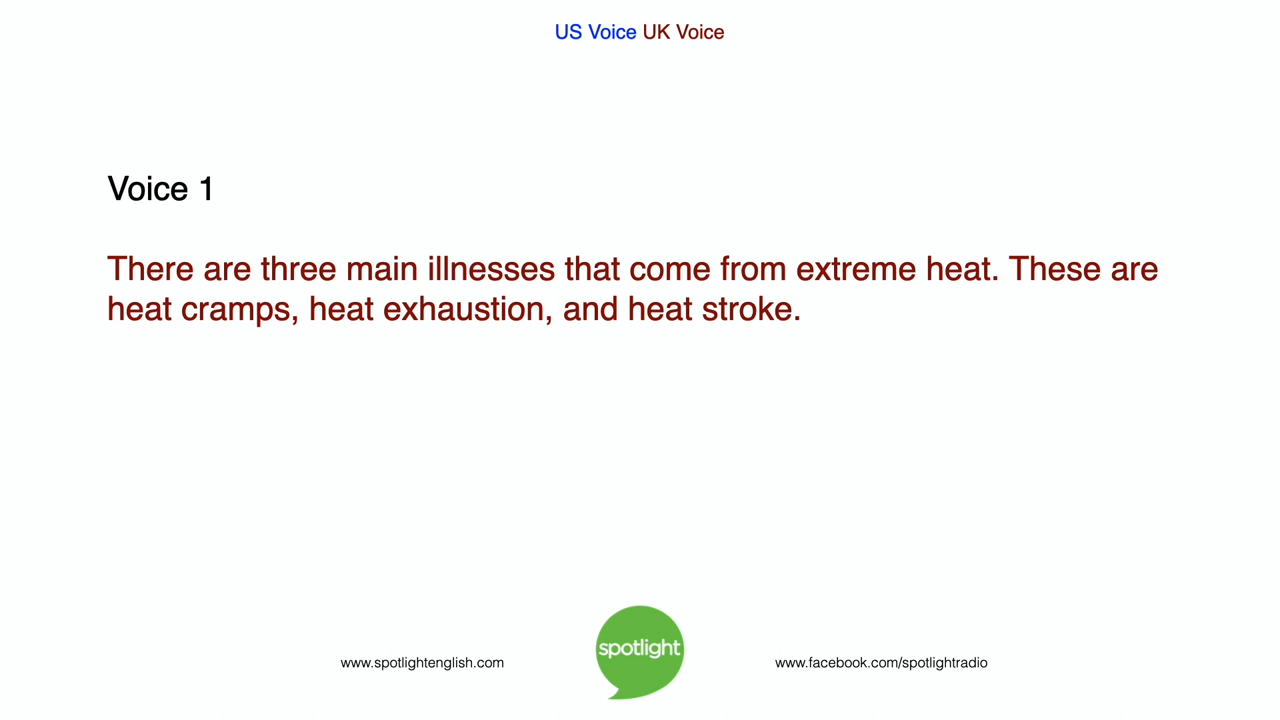 US Voice UK Voice
Voice 1
There are three main illnesses that come from extreme heat. These are
heat cramps, heat exhaustion, and heat stroke.
spotlight
www.spotlightenglish.com
www.facebook.com/spotlightradio